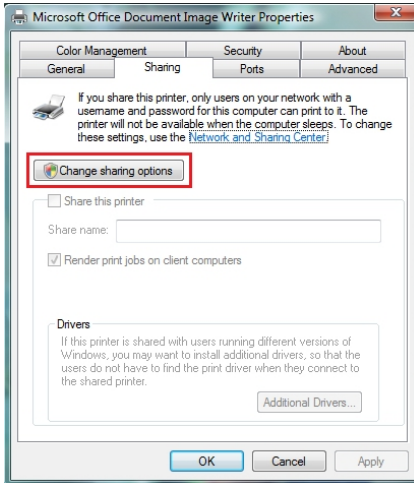 Microsoft Office Document Image Writer Properties
Color Management Security About
General Sharing Ports Advanced
If you share this printer, only users on your network with a
username and password for this computer can print to it. The
printer will not be available when the computer sleeps. To change
these settings, use the Network and Sharing Center.
Change sharing options
Share this printer
Share name:
Render print jobs on client computers
Drivers
If this printer is shared with users running different versions of
Windows, you may want to install additional drivers, so that the
users do not have to find the print driver when they connect to
the shared printer.
Additional Drivers...
OK Cancel Apply